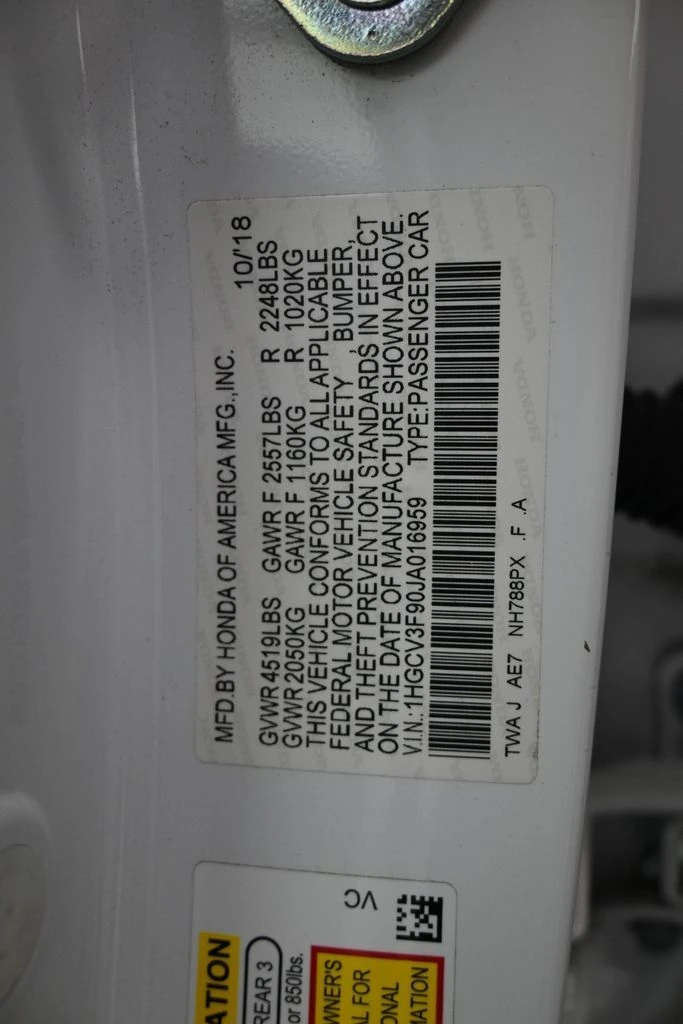 MFD.BY HONDA OF AMERICA MFG.,INC. 10/'18
GVWR 4519LBS GAWR F 2557LBS R 2248LBS
GVWR 2050KG GAWR F 1160KG R 1020KG
THIS VEHICLE CONFORMS TO ALL APPLICABLE
FEDERAL MOTOR VEHICLE SAFETY , BUMPER,
AND THEFT PREVENTION STANDARDS IN EFFECT
ON THE DATE OF MANUFACTURE SHOWN ABOVE.
V.I.N.:1HGCV3F90JA016959 TYPE:PASSENGER CAR
TWA J AE7 NH788PX .F .A
VC
ATION
REAR 3
or 850lbs.
WNER'S
AL FOR
ONAL
MATION